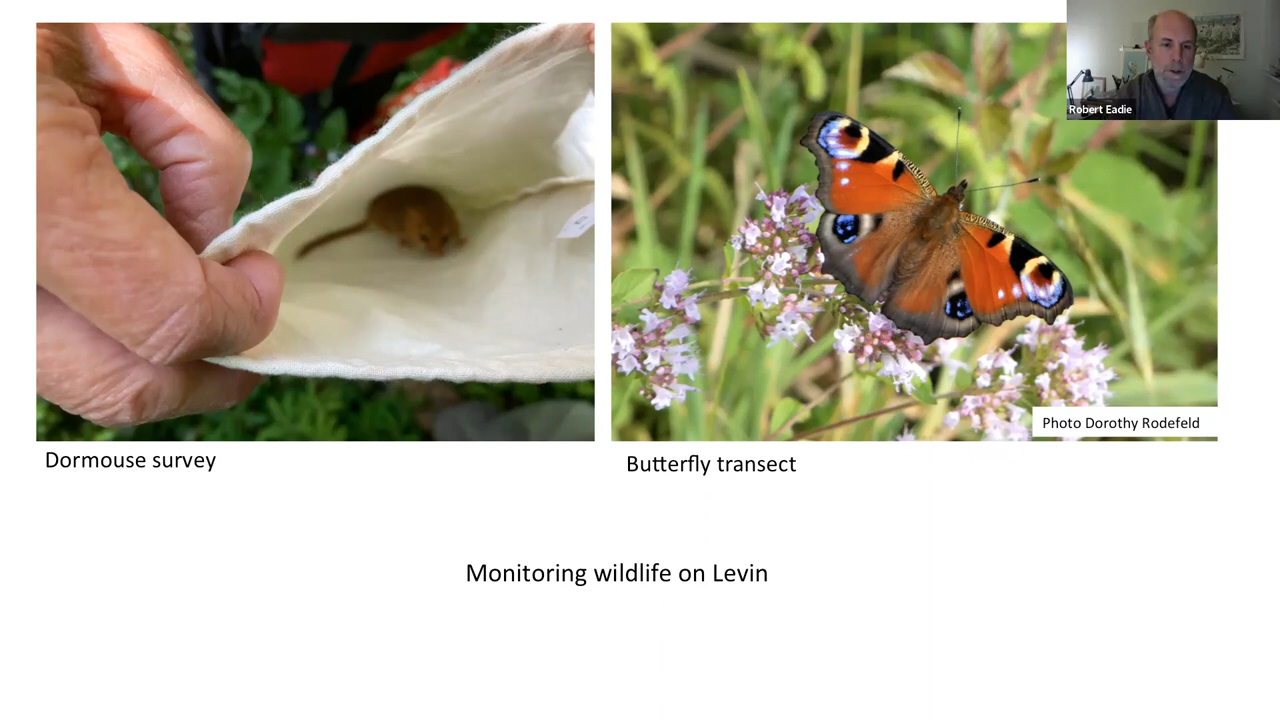 Robert Eadie
Photo Dorothy Rodefeld
Dormouse survey
Butterfly transect
Monitoring wildlife on Levin